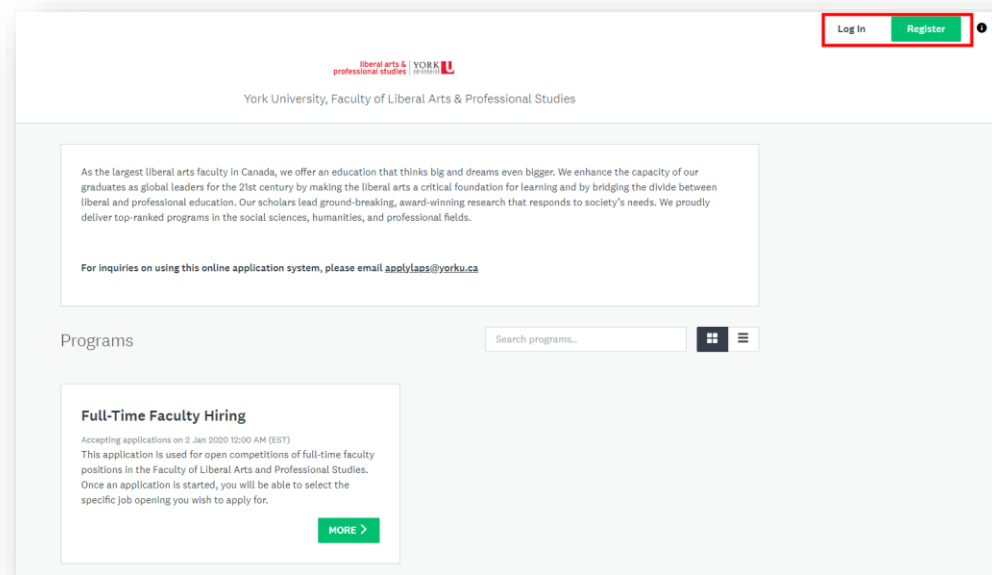 Log In Register
liberal arts & professional studies YORK U
York University, Faculty of Liberal Arts & Professional Studies
As the largest liberal arts faculty in Canada, we offer an education that thinks big and dreams even bigger. We enhance the capacity of our
graduates as global leaders for the 21st century by making the liberal arts a critical foundation for learning and by bridging the divide between
liberal and professional education. Our scholars lead ground-breaking, award-winning research that responds to society's needs. We proudly
deliver top-ranked programs in the social sciences, humanities, and professional fields.
For inquiries on using this online application system, please email applylaps@yorku.ca
Programs
Search programs...
Full-Time Faculty Hiring
Accepting applications on 2 Jan 2020 12:00 AM (EST)
This application is used for open competitions of full-time faculty
positions in the Faculty of Liberal Arts and Professional Studies.
Once an application is started, you will be able to select the
specific job opening you wish to apply for.
MORE